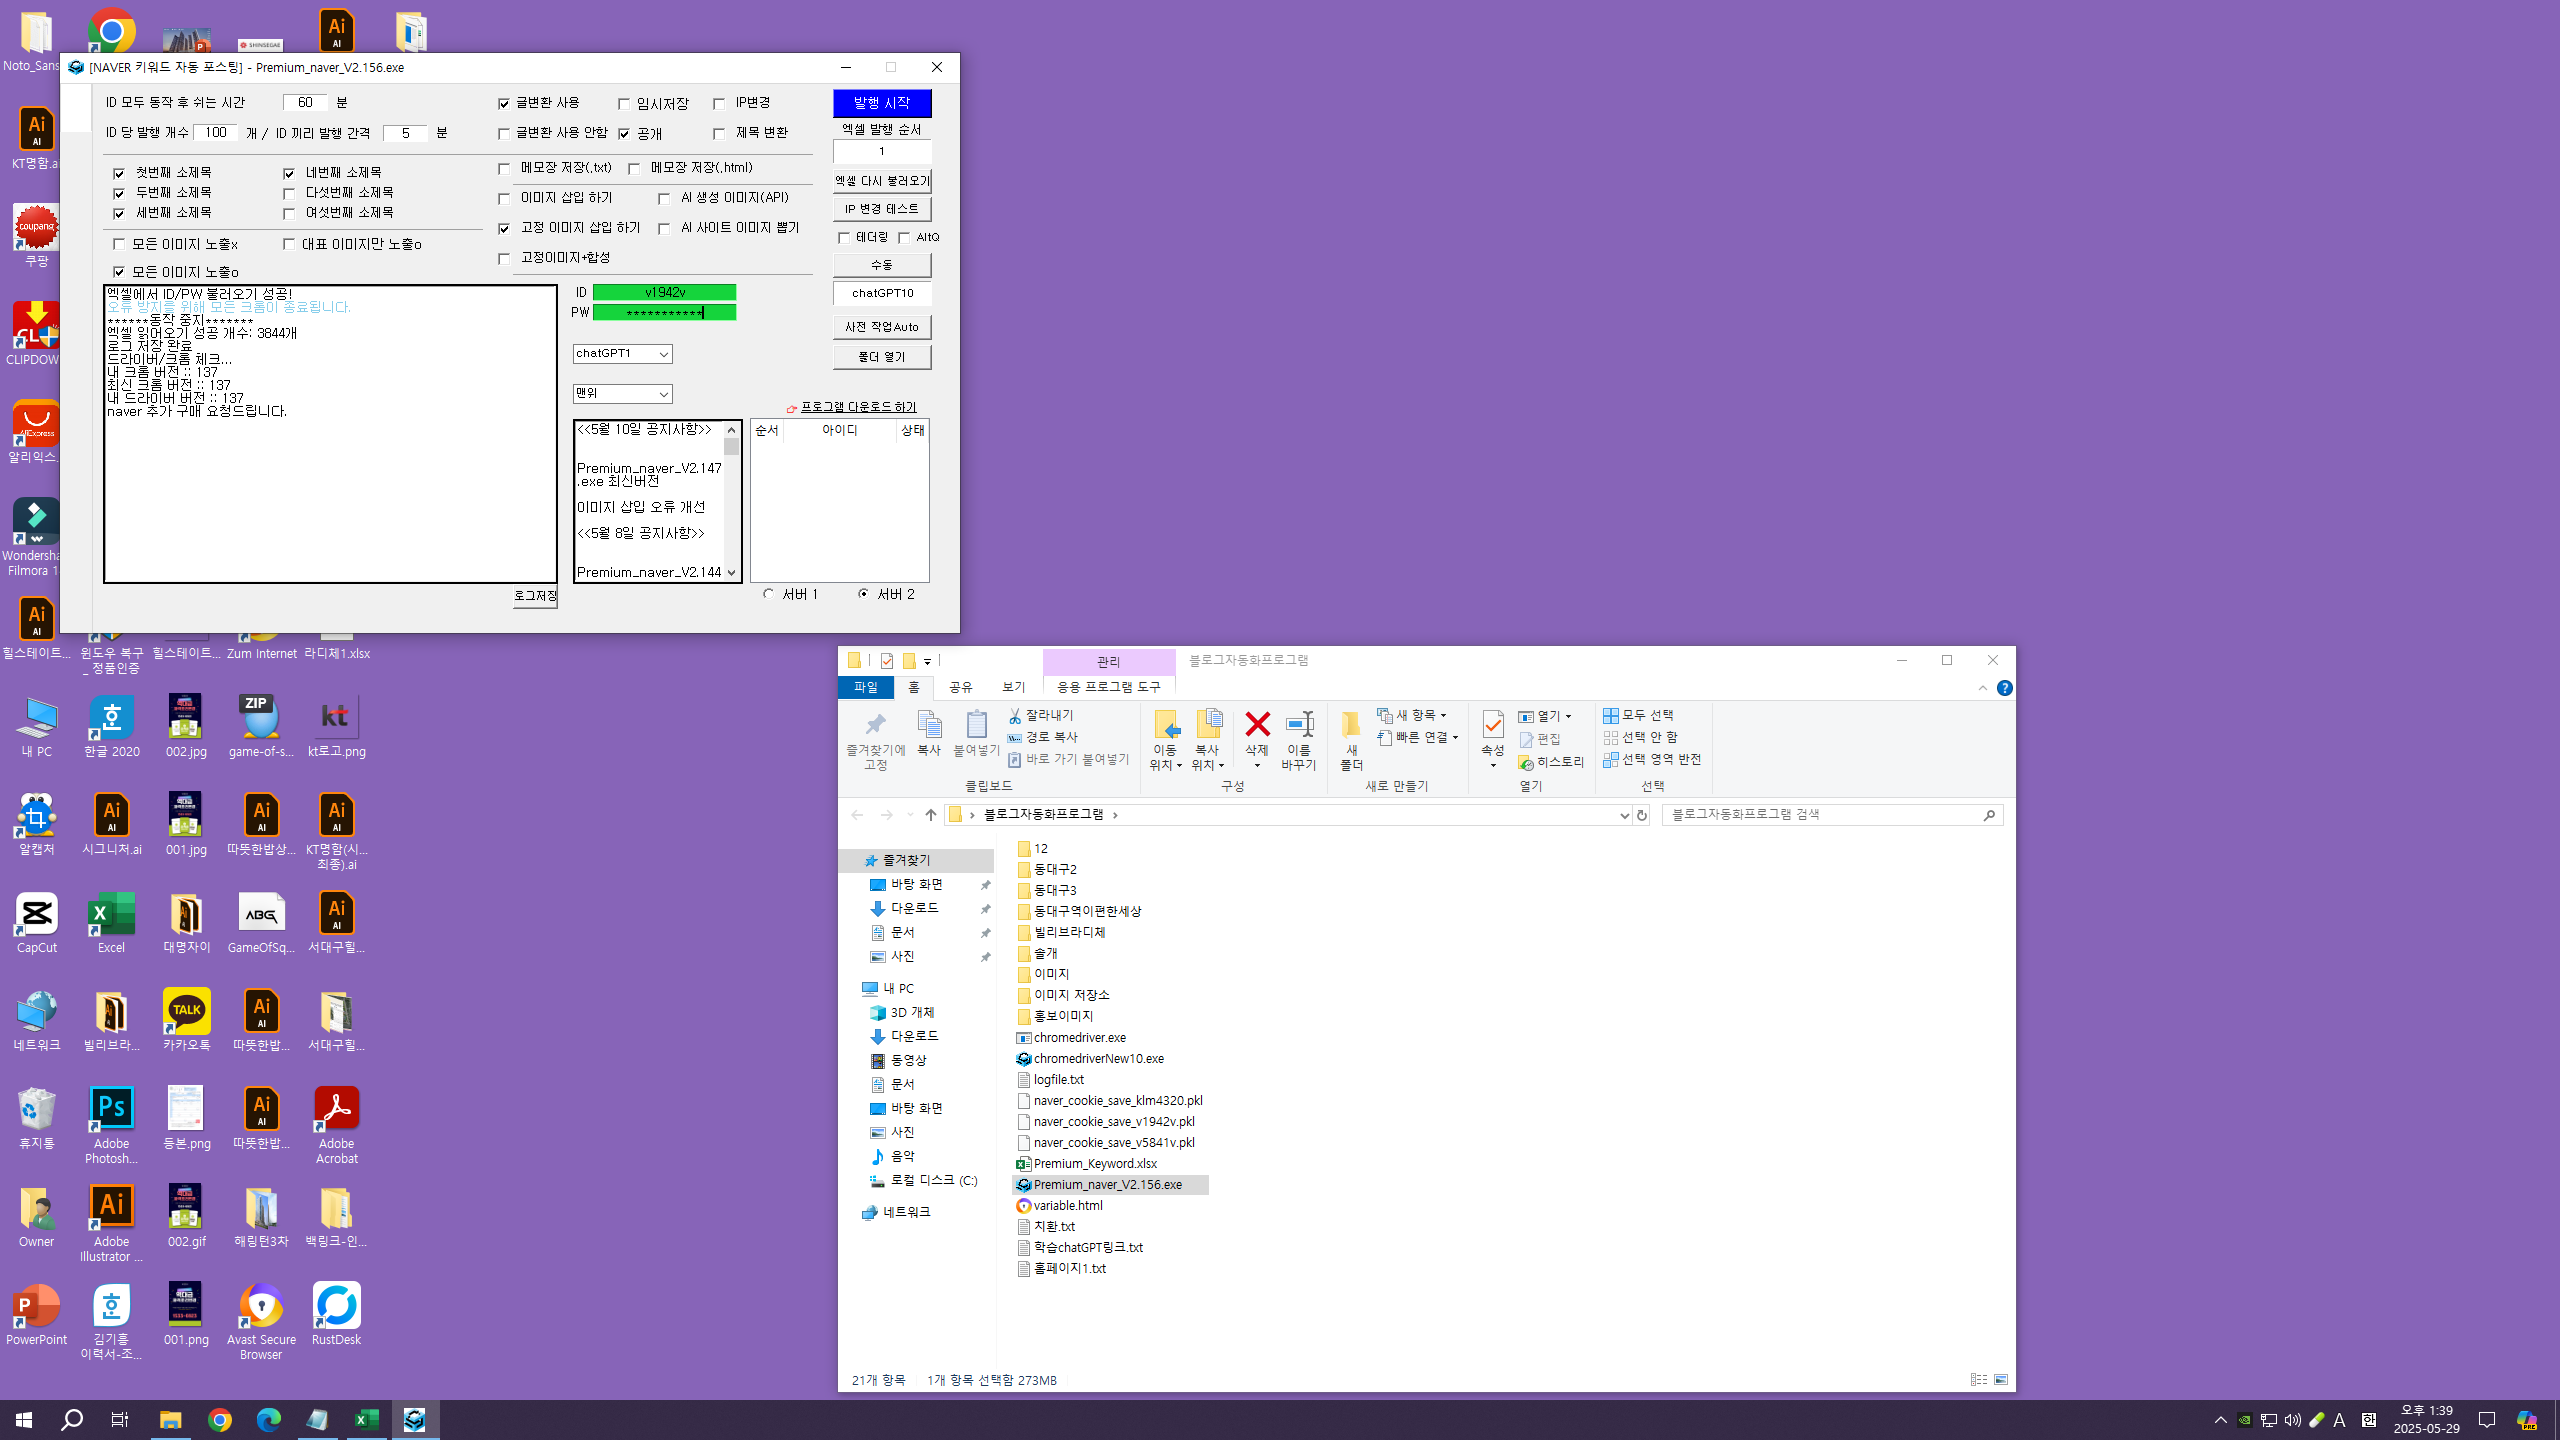 Noto_Sans
SHINSEGAE
[NAVER 키워드 자동 포스팅] - Premium_naver_V2.156.exe
ID 모두 동작 후 쉬는 시간 60 분
ID 당 발행 개수 100 개 / ID 끼리 발행 간격 5 분
첫번째 소제목 네번째 소제목
두번째 소제목 다섯번째 소제목
세번째 소제목 여섯번째 소제목
모든 이미지 노출x 대표 이미지만 노출o
모든 이미지 노출o
글변환 사용 임시저장 IP변경
글변환 사용 안함 공개 제목 변환
메모장 저장(.txt) 메모장 저장(.html)
이미지 삽입 하기 AI 생성 이미지(API)
고정 이미지 삽입 하기 AI 사이트 이미지 뽑기
고정이미지+합성
발행 시작
엑셀 발행 순서
1
엑셀 다시 불러오기
IP 변경 테스트
테더링 AltQ
수동
chatGPT10
사전 작업Auto
폴더 열기
엑셀에서 ID/PW 불러오기 성공!
오류 방지를 위해 모든 크롬이 종료됩니다.
******동작 중지*******
엑셀 읽어오기 성공 개수: 3844개
로그 저장 완료
드라이버/크롬 체크...
내 크롬 버전 :: 137
최신 크롬 버전 :: 137
내 드라이버 버전 :: 137
naver 추가 구매 요청드립니다.
로그저장
ID v1942v
PW ***********
chatGPT1
맨위
프로그램 다운로드 하기
<<5월 10일 공지사항>>
Premium_naver_V2.147
.exe 최신버전
이미지 삽입 오류 개선
<<5월 8일 공지사항>>
Premium_naver_V2.144
순서 아이디 상태
서버 1 서버 2
KT명함.ai
쿠팡
CLIPDOW
알리익스
Wondersha
Filmora 1
힐스테이트... 윈도우 복구 힐스테이트... Zum Internet 라디체1.xlsx
_ 정품인증
내 PC 한글 2020 002.jpg game-of-s... kt로고.png
알캡처 시그니처.ai 001.jpg 따뜻한밥상... KT명함(시...
최종).ai
CapCut Excel 대명자이 GameOfSq... 서대구힐...
네트워크 빌리브라... 카카오톡 따뜻한밥... 서대구힐...
휴지통 Adobe 등본.png 따뜻한밥... Adobe
Photosh... Acrobat
Owner Adobe 002.gif 해링턴3차 백링크-인...
Illustrator ...
PowerPoint 김기흥 001.png Avast Secure RustDesk
이력서-조... Browser
관리 블로그자동화프로그램
파일 홈 공유 보기 응용 프로그램 도구
즐겨찾기에
고정
복사
붙여넣기
잘라내기
경로 복사
바로 가기 붙여넣기
클립보드
이동
위치
복사
위치
삭제
이름
바꾸기
구성
새
폴더
새 항목
빠른 연결
새로 만들기
속성
열기
편집
히스토리
열기
모두 선택
선택 안 함
선택 영역 반전
선택
블로그자동화프로그램
블로그자동화프로그램 검색
즐겨찾기
바탕 화면
다운로드
문서
사진
내 PC
3D 개체
다운로드
동영상
문서
바탕 화면
사진
음악
로컬 디스크 (C:)
네트워크
12
동대구2
동대구3
동대구역이편한세상
빌리브라디체
솔개
이미지
이미지 저장소
홍보이미지
chromedriver.exe
chromedriverNew10.exe
logfile.txt
naver_cookie_save_klm4320.pkl
naver_cookie_save_v1942v.pkl
naver_cookie_save_v5841v.pkl
Premium_Keyword.xlsx
Premium_naver_V2.156.exe
variable.html
치환.txt
학습chatGPT링크.txt
홈페이지1.txt
21개 항목 1개 항목 선택함 273MB
A 한 오후 1:39
2025-05-29